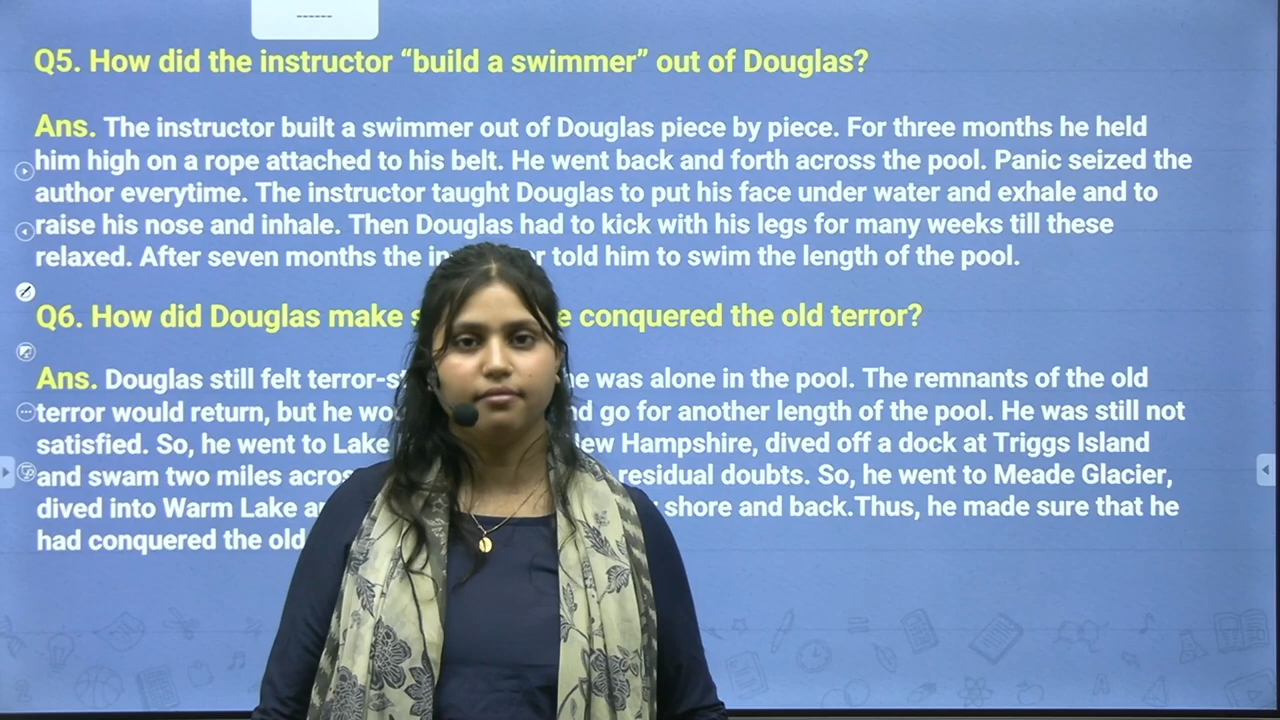 ------
Q5. How did the instructor “build a swimmer” out of Douglas?
Ans. The instructor built a swimmer out of Douglas piece by piece. For three months he held
him high on a rope attached to his belt. He went back and forth across the pool. Panic seized the
author everytime. The instructor taught Douglas to put his face under water and exhale and to
raise his nose and inhale. Then Douglas had to kick with his legs for many weeks till these
relaxed. After seven months the told him to swim the length of the pool.
Q6. How did Douglas make conquered the old terror?
Ans. Douglas still felt he was alone in the pool. The remnants of the old
terror would return, but he go for another length of the pool. He was still not
satisfied. So, he went to Lake Hampshire, dived off a dock at Triggs Island
and swam two miles residual doubts. So, he went to Meade Glacier,
dived into Warm Lake shore and back.Thus, he made sure that he
had conquered the old